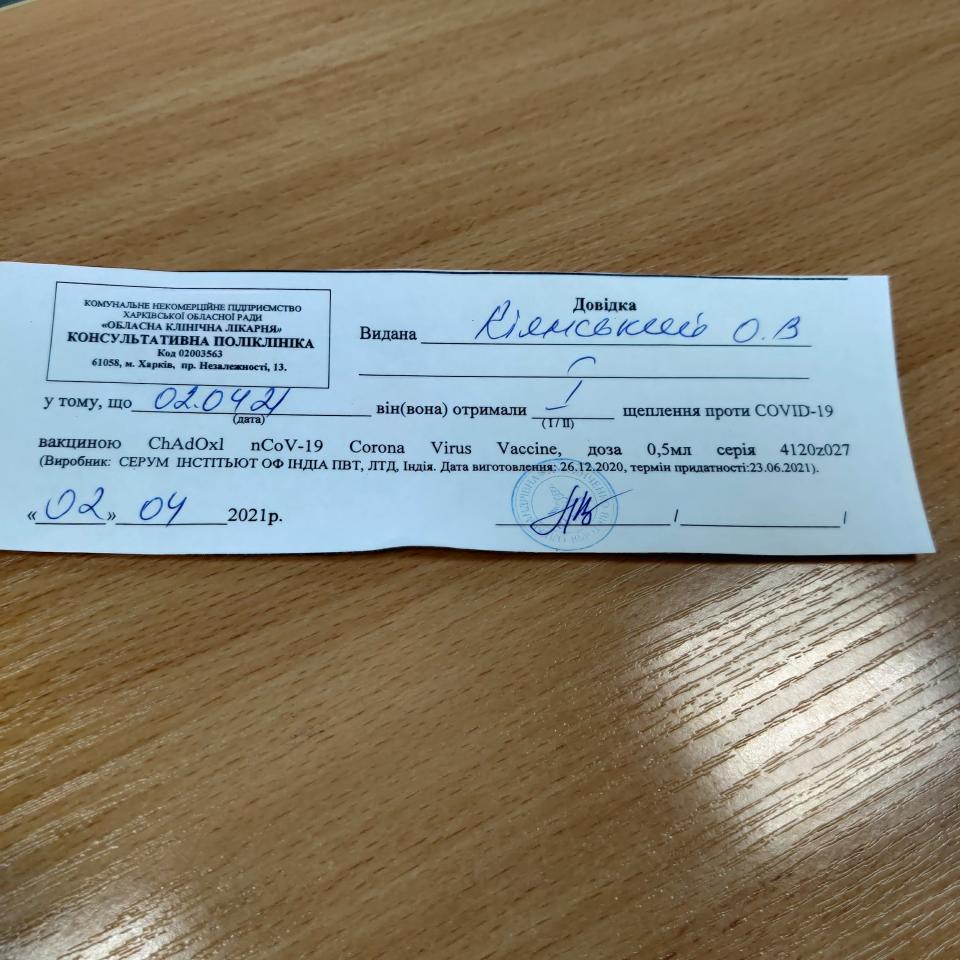 КОМУНАЛЬНЕ НЕКОМЕРЦІЙНЕ ПІДПРИЄМСТВО
ХАРКІВСЬКОЇ ОБЛАСНОЇ РАДИ
«ОБЛАСНА КЛІНІЧНА ЛІКАРНЯ»
КОНСУЛЬТАТИВНА ПОЛІКЛІНІКА
Код 02003563
61058, м. Харків, пр. Незалежності, 13.
Довідка
Видана Кіянський О.В
у тому, що 02.04 21 він(вона) отримали I щеплення проти COVID-19
(дата) ( I / II)
вакциною ChAdOxl nCoV-19 Corona Virus Vaccine, доза 0,5мл серія 4120z027
(Виробник: СЕРУМ ІНСТІТЬЮТ ОФ ІНДІА ПВТ, ЛТД, Індія. Дата виготовлення: 26.12.2020, термін придатності:23.06.2021).
«02» 04 2021р. / /